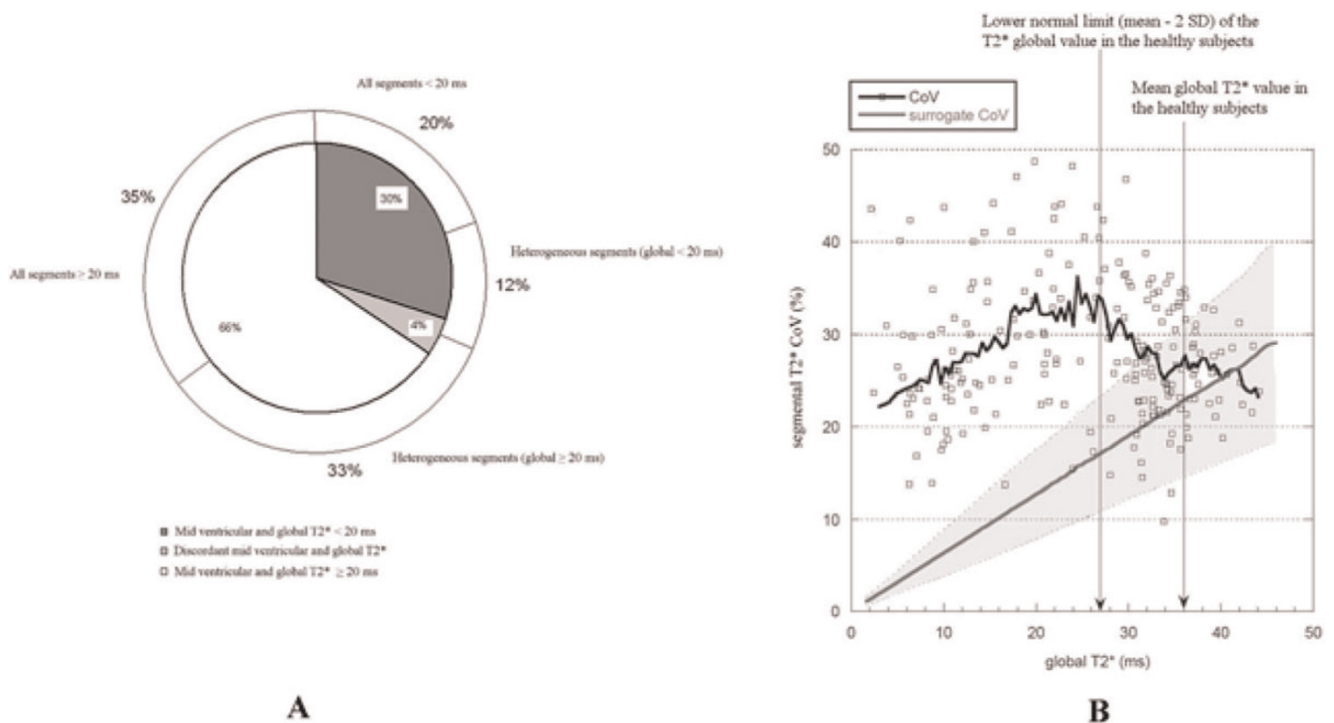 All segments < 20 ms
20%
30%
35%
Heterogeneous segments (global < 20 ms)
12%
All segments ≥ 20 ms
4%
66%
Heterogeneous segments (global ≥ 20 ms)
33%
Mid ventricular and global T2* < 20 ms
Discordant mid ventricular and global T2*
Mid ventricular and global T2* ≥ 20 ms
A
Lower normal limit (mean - 2 SD) of the
T2* global value in the healthy subjects
Mean global T2* value in
the healthy subjects
CoV
surrogate CoV
50
40
30
20
10
0
segmental T2* CoV (%)
0 10 20 30 40 50
global T2* (ms)
B